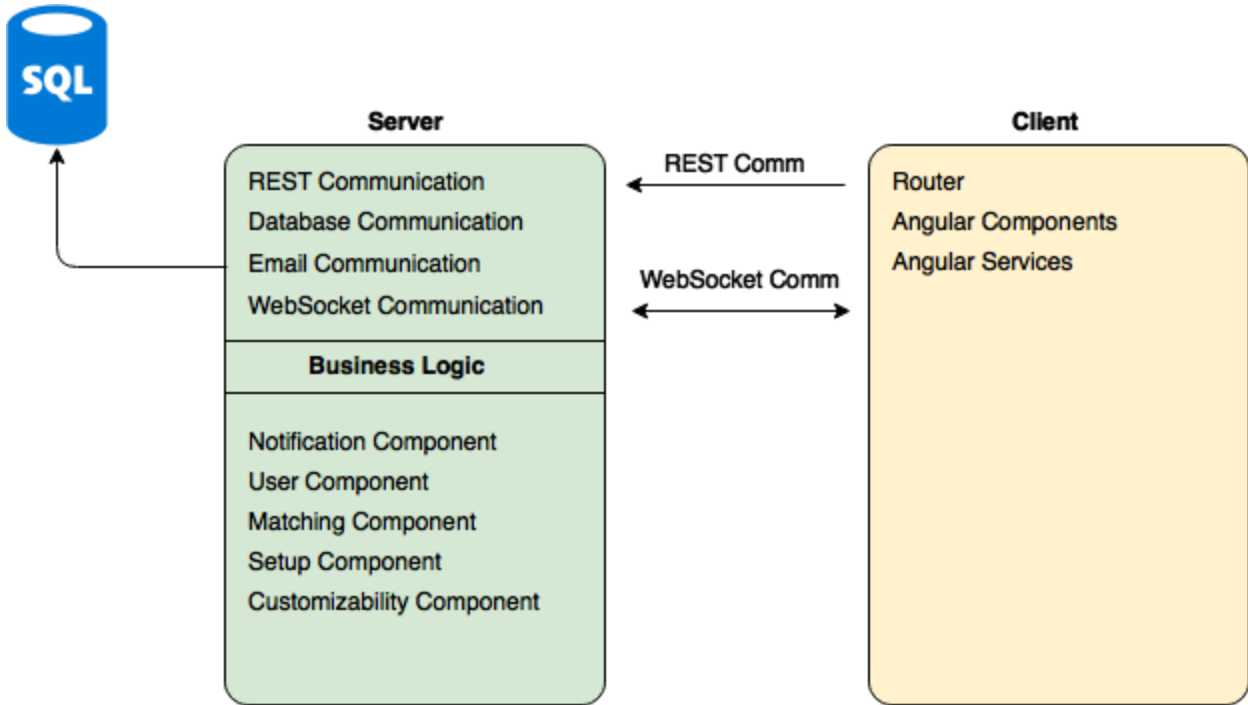 SQL
Server
REST Communication
Database Communication
Email Communication
WebSocket Communication
Business Logic
Notification Component
User Component
Matching Component
Setup Component
Customizability Component
REST Comm
WebSocket Comm
Client
Router
Angular Components
Angular Services